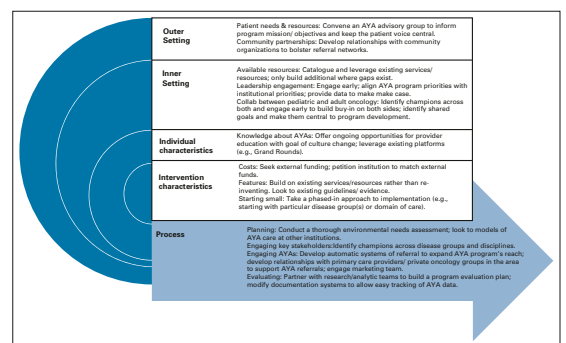 Outer
Setting
Patient needs & resources: Convene an AYA advisory group to inform
program mission/ objectives and keep the patient voice central.
Community partnerships: Develop relationships with community
organizations to bolster referral networks.
Inner
Setting
Available resources: Catalogue and leverage existing services/
resources; only build additional where gaps exist.
Leadership engagement: Engage early; align AYA program priorities with
institutional priorities; provide data to make make case.
Collab between pediatric and adult oncology: Identify champions across
both and engage early to build buy-in on both sides; identify shared
goals and make them central to program development.
Individual
characteristics
Knowledge about AYAs: Offer ongoing opportunities for provider
education with goal of culture change; leverage existing platforms
(e.g., Grand Rounds).
Intervention
characteristics
Costs: Seek external funding; petition institution to match external
funds.
Features: Build on existing services/resources rather than re-
inventing. Look to existing guidelines/ evidence.
Starting small: Take a phased-in approach to implementation (e.g.,
starting with particular disease group(s) or domain of care).
Process
Planning: Conduct a thorough environmental needs assessment; look to models of
AYA care at other institutions.
Engaging key stakeholders:Identify champions across disease groups and disciplines.
Engaging AYAs: Develop automatic systems of referral to expand AYA program's reach;
develop relationships with primary care providers/ private oncology groups in the area
to support AYA referrals; engage marketing team.
Evaluating: Partner with research/analytic teams to build a program evaluation plan;
modify documentation systems to allow easy tracking of AYA data.